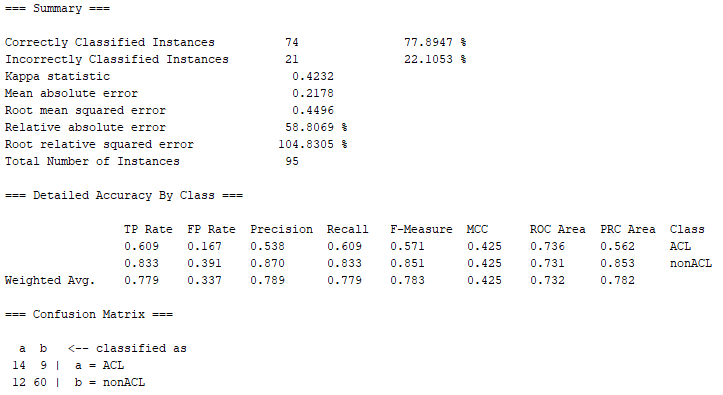 === Summary ===
Correctly Classified Instances 74 77.8947 %
Incorrectly Classified Instances 21 22.1053 %
Kappa statistic 0.4232
Mean absolute error 0.2178
Root mean squared error 0.4496
Relative absolute error 58.8069 %
Root relative squared error 104.8305 %
Total Number of Instances 95
=== Detailed Accuracy By Class ===
TP Rate FP Rate Precision Recall F-Measure MCC ROC Area PRC Area Class
0.609 0.167 0.538 0.609 0.571 0.425 0.736 0.562 ACL
0.833 0.391 0.870 0.833 0.851 0.425 0.731 0.853 nonACL
Weighted Avg. 0.779 0.337 0.789 0.779 0.783 0.425 0.732 0.782
=== Confusion Matrix ===
a b <-- classified as
14 9 | a = ACL
12 60 | b = nonACL